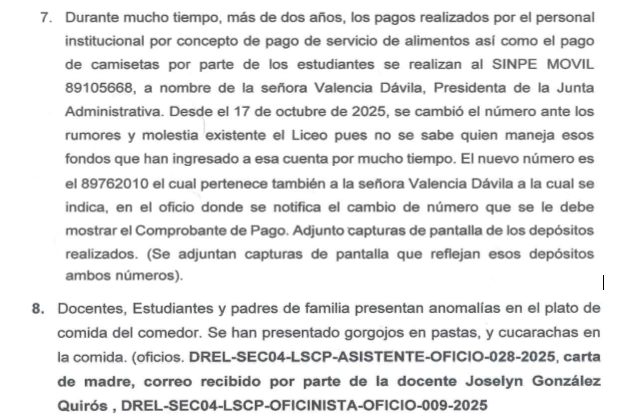 7. Durante mucho tiempo, más de dos años, los pagos realizados por el personal
institucional por concepto de pago de servicio de alimentos así como el pago
de camisetas por parte de los estudiantes se realizan al SINPE MOVIL
89105668, a nombre de la señora Valencia Dávila, Presidenta de la Junta
Administrativa. Desde el 17 de octubre de 2025, se cambió el número ante los
rumores y molestia existente el Liceo pues no se sabe quien maneja esos
fondos que han ingresado a esa cuenta por mucho tiempo. El nuevo número es
el 89762010 el cual pertenece también a la señora Valencia Dávila a la cual se
indica, en el oficio donde se notifica el cambio de número que se le debe
mostrar el Comprobante de Pago. Adjunto capturas de pantalla de los depósitos
realizados. (Se adjuntan capturas de pantalla que reflejan esos depósitos
ambos números).
8. Docentes, Estudiantes y padres de familia presentan anomalías en el plato de
comida del comedor. Se han presentado gorgojos en pastas, y cucarachas en
la comida. (oficios. DREL-SEC04-LSCP-ASISTENTE-OFICIO-028-2025, carta
de madre, correo recibido por parte de la docente Joselyn González
Quirós , DREL-SEC04-LSCP-OFICINISTA-OFICIO-009-2025